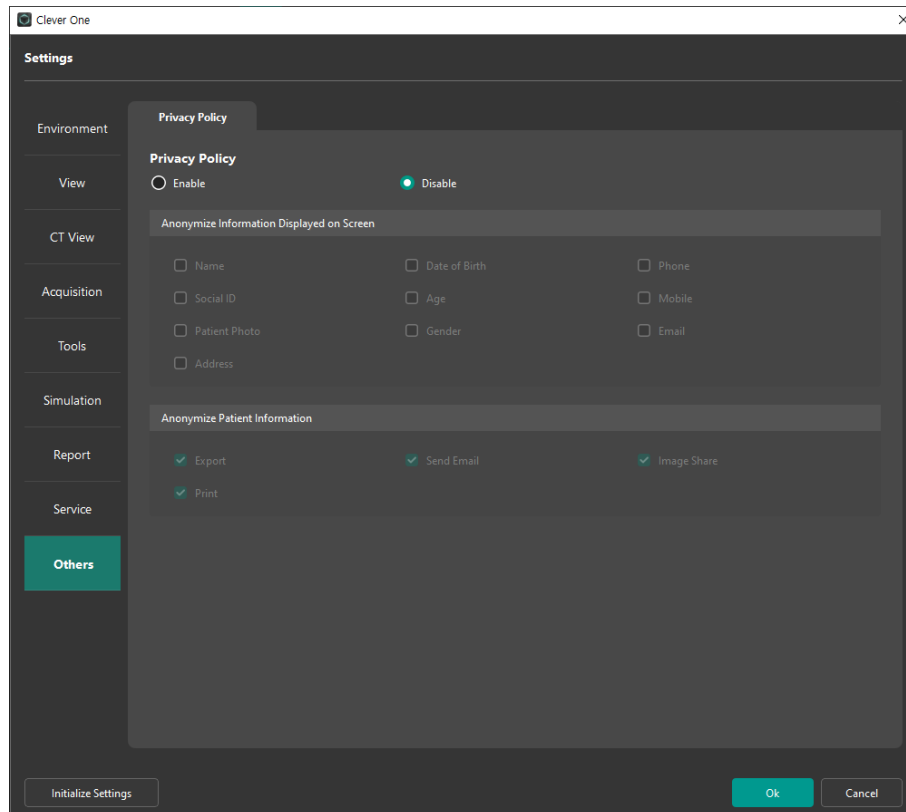 Clever One
Settings
Environment
View
CT View
Acquisition
Tools
Simulation
Report
Service
Others
Privacy Policy
Privacy Policy
Enable Disable
Anonymize Information Displayed on Screen
Name Date of Birth Phone
Social ID Age Mobile
Patient Photo Gender Email
Address
Anonymize Patient Information
Export Send Email Image Share
Print
Initialize Settings Ok Cancel